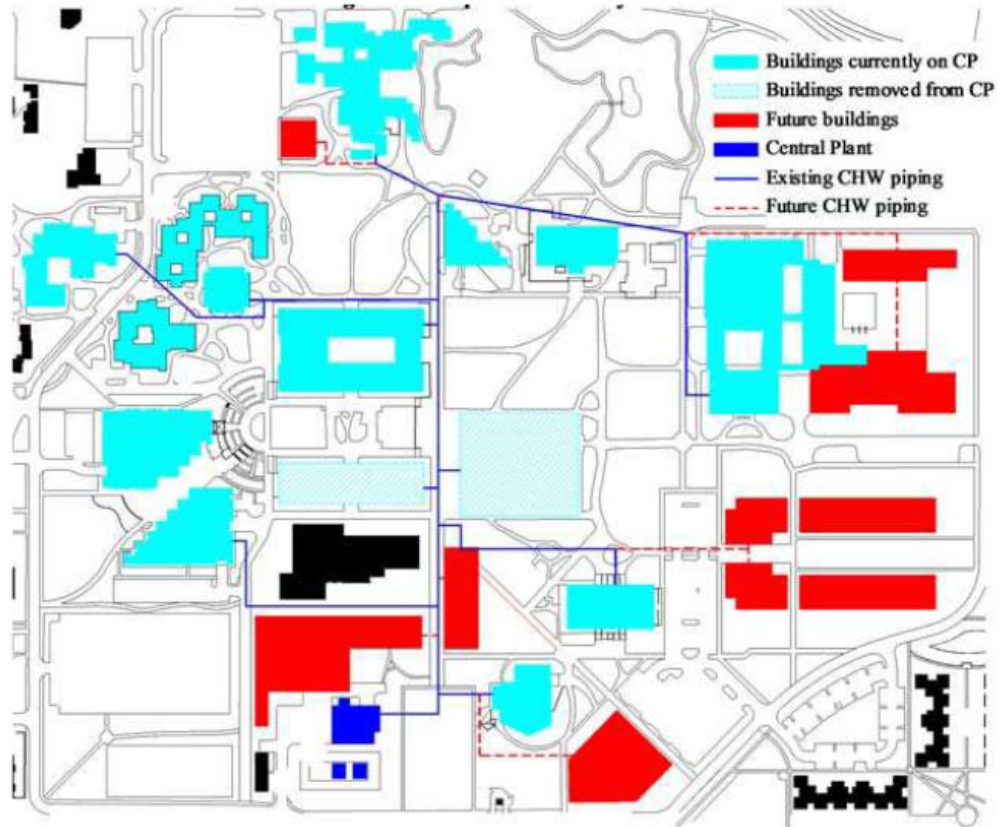 Buildings currently on CP
Buildings removed from CP
Future buildings
Central Plant
Existing CHW piping
Future CHW piping